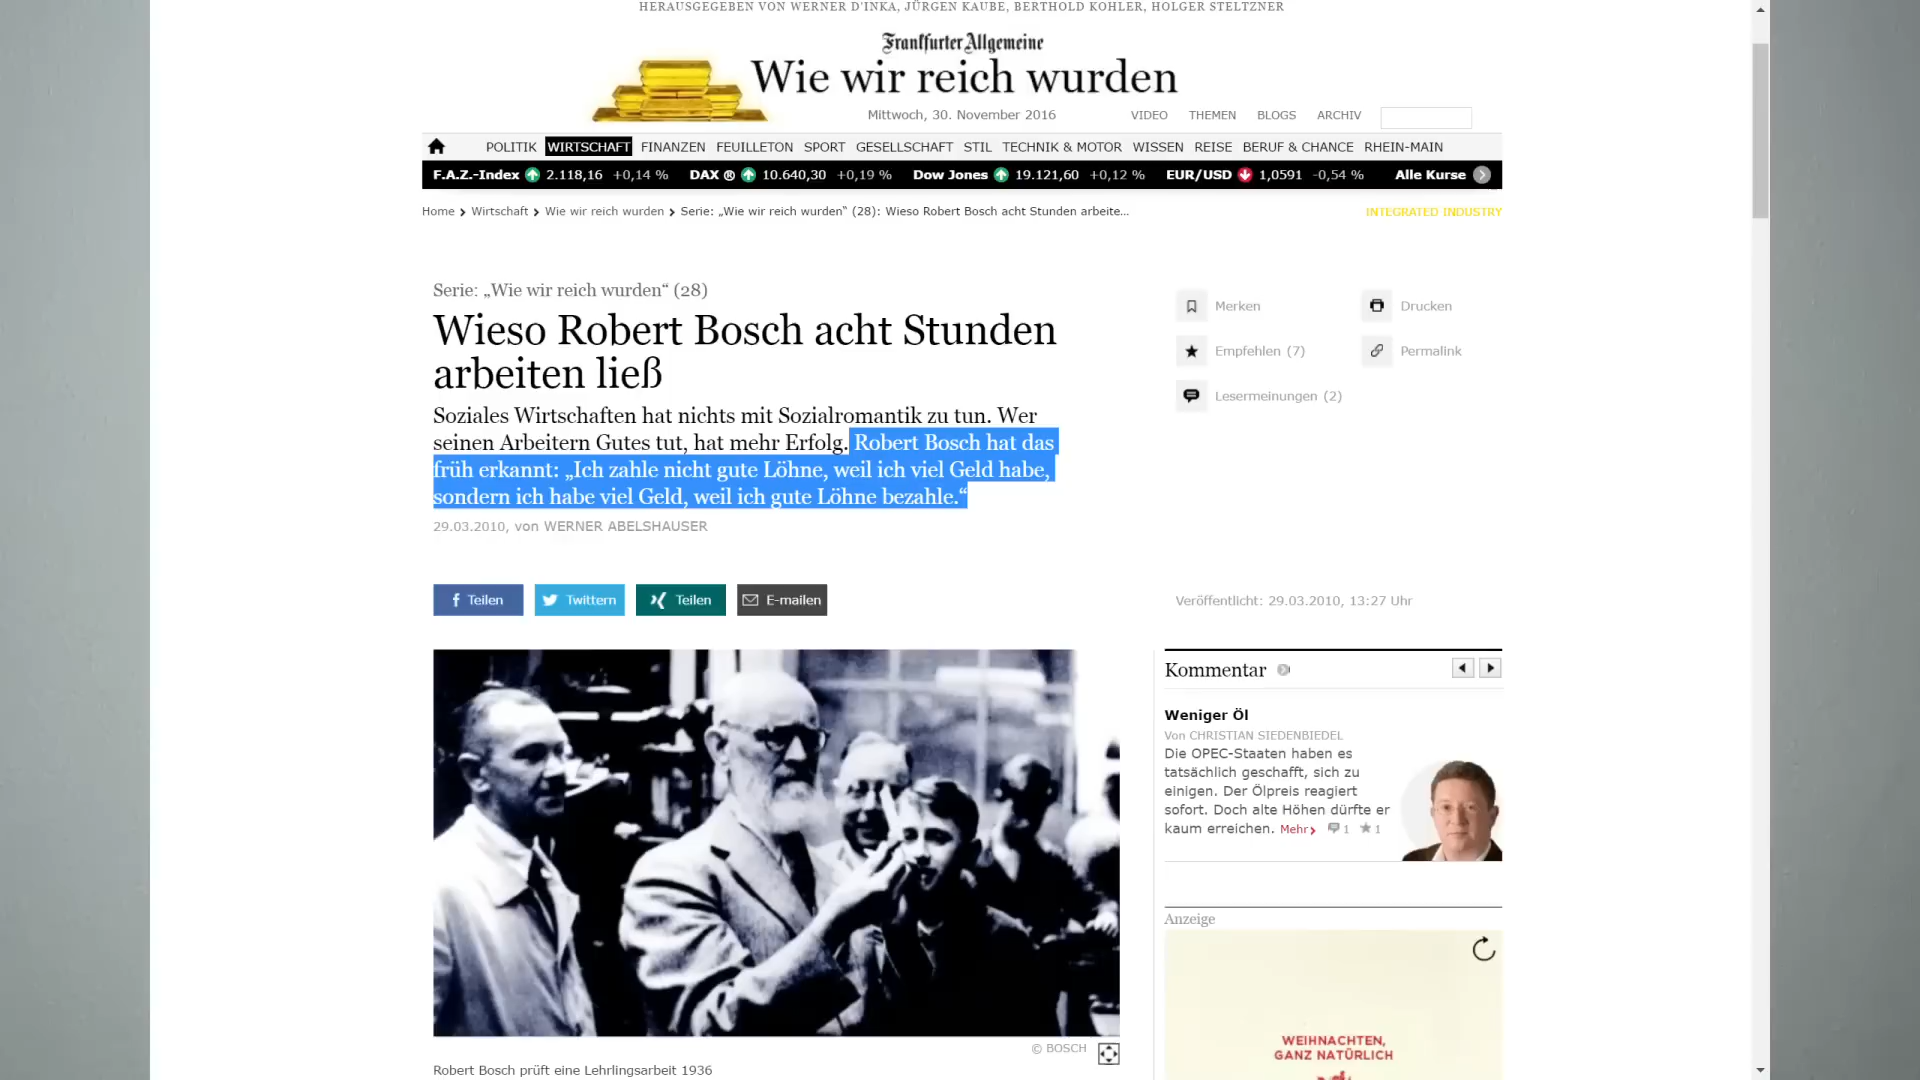 HERAUSGEGEBEN VON WERNER D'INKA, JÜRGEN KAUBE, BERTHOLD KOHLER, HOLGER STELTZNER
Frankfurter Allgemeine
Wie wir reich wurden
Mittwoch, 30. November 2016
VIDEO THEMEN BLOGS ARCHIV
POLITIK WIRTSCHAFT FINANZEN FEUILLETON SPORT GESELLSCHAFT STIL TECHNIK & MOTOR WISSEN REISE BERUF & CHANCE RHEIN-MAIN
F.A.Z.-Index 2.118,16 +0,14 % DAX ® 10.640,30 +0,19 % Dow Jones 19.121,60 +0,12 % EUR/USD 1,0591 -0,54 % Alle Kurse
Home Wirtschaft Wie wir reich wurden Serie: „Wie wir reich wurden“ (28): Wieso Robert Bosch acht Stunden arbeite...
INTEGRATED INDUSTRY
Serie: „Wie wir reich wurden“ (28)
Wieso Robert Bosch acht Stunden
arbeiten ließ
Soziales Wirtschaften hat nichts mit Sozialromantik zu tun. Wer
seinen Arbeitern Gutes tut, hat mehr Erfolg. Robert Bosch hat das
früh erkannt: „Ich zahle nicht gute Löhne, weil ich viel Geld habe,
sondern ich habe viel Geld, weil ich gute Löhne bezahle.“
29.03.2010, von WERNER ABELSHAUSER
Merken Drucken
Empfehlen (7) Permalink
Lesermeinungen (2)
Teilen Twittern Teilen E-mailen
Veröffentlicht: 29.03.2010, 13:27 Uhr
© BOSCH
Robert Bosch prüft eine Lehrlingsarbeit 1936
Kommentar
Weniger Öl
Von CHRISTIAN SIEDENBIEDEL
Die OPEC-Staaten haben es
tatsächlich geschafft, sich zu
einigen. Der Ölpreis reagiert
sofort. Doch alte Höhen dürfte er
kaum erreichen. Mehr 1 1
Anzeige
WEIHNACHTEN,
GANZ NATÜRLICH